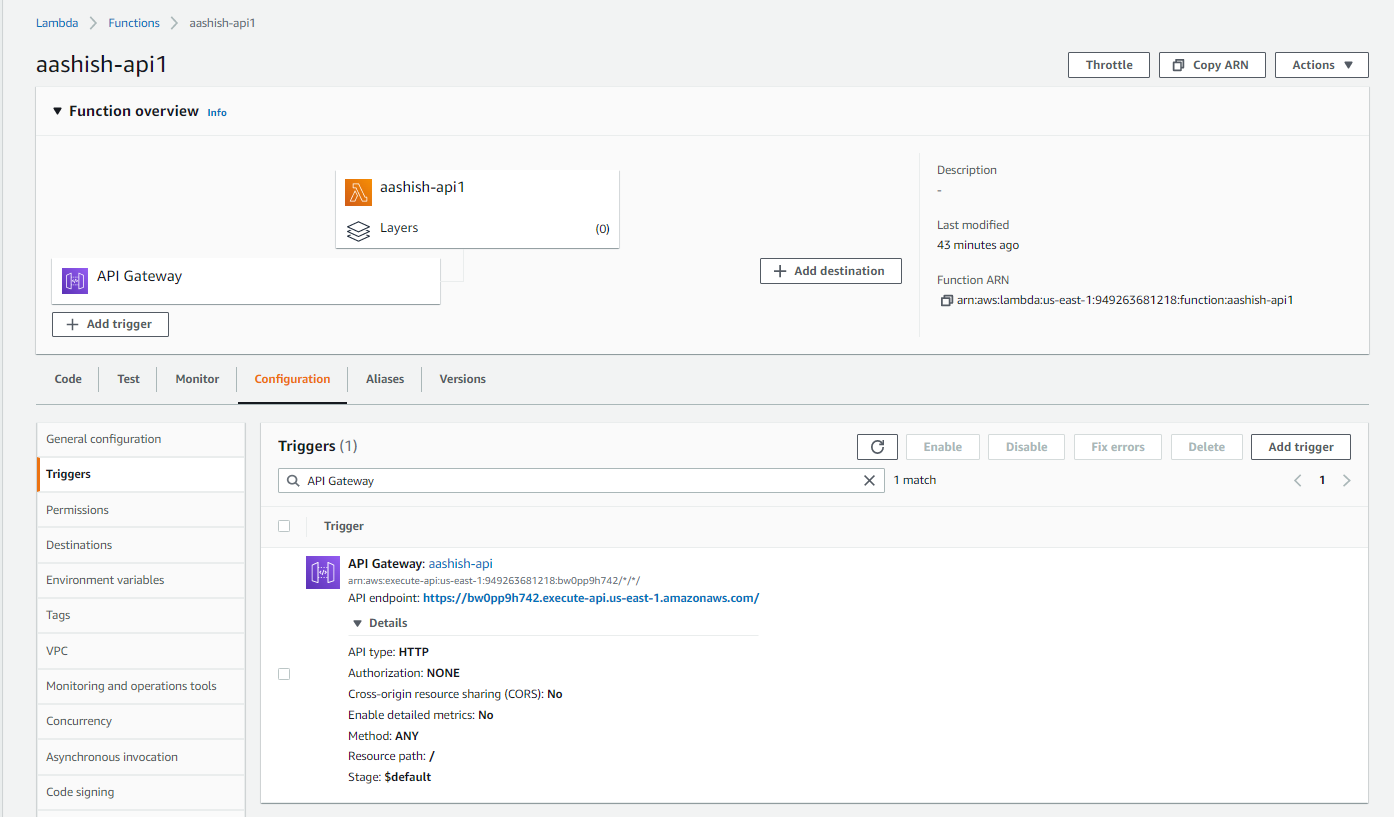 Lambda > Functions > aashish-api1
aashish-api1
Throttle Copy ARN Actions ▼
▼ Function overview Info
aashish-api1
Layers (0)
API Gateway
+ Add trigger
+ Add destination
Description
-
Last modified
43 minutes ago
Function ARN
arn:aws:lambda:us-east-1:949263681218:function:aashish-api1
Code Test Monitor Configuration Aliases Versions
General configuration
Triggers
Permissions
Destinations
Environment variables
Tags
VPC
Monitoring and operations tools
Concurrency
Asynchronous invocation
Code signing
Triggers (1)
Enable Disable Fix errors Delete Add trigger
API Gateway
1 match
< 1 >
Trigger
API Gateway: aashish-api
arn:aws:execute-api:us-east-1:949263681218:bw0pp9h742/*/*/
API endpoint: https://bw0pp9h742.execute-api.us-east-1.amazonaws.com/
▼ Details
API type: HTTP
Authorization: NONE
Cross-origin resource sharing (CORS): No
Enable detailed metrics: No
Method: ANY
Resource path: /
Stage: $default